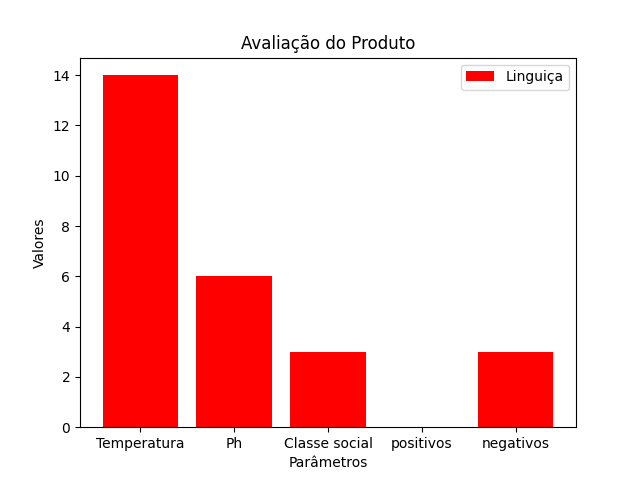 Avaliação do Produto
Linguiça
14
12
10
8
6
4
2
0
Valores
Temperatura Ph Classe social positivos negativos
Parâmetros